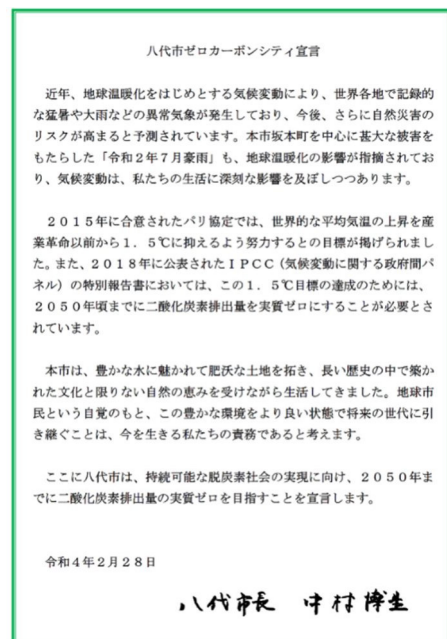 八代市ゼロカーボンシティ宣言
近年、地球温暖化をはじめとする気候変動により、世界各地で記録的
な猛暑や大雨などの異常気象が発生しており、今後、さらに自然災害の
リスクが高まると予測されています。本市坂本町を中心に甚大な被害を
もたらした「令和２年７月豪雨」も、地球温暖化の影響が指摘されてお
り、気候変動は、私たちの生活に深刻な影響を及ぼしつつあります。
２０１５年に合意されたパリ協定では、世界的な平均気温の上昇を産
業革命以前から１．５℃に抑えるよう努力するとの目標が掲げられまし
た。また、２０１８年に公表されたＩＰＣＣ（気候変動に関する政府間パ
ネル）の特別報告書においては、この１．５℃目標の達成のためには、
２０５０年頃までに二酸化炭素排出量を実質ゼロにすることが必要とさ
れています。
本市は、豊かな水に魅かれて肥沃な土地を拓き、長い歴史の中で築か
れた文化と限りない自然の恵みを受けながら生活してきました。地球市
民という自覚のもと、この豊かな環境をより良い状態で将来の世代に引
き継ぐことは、今を生きる私たちの責務であると考えます。
ここに八代市は、持続可能な脱炭素社会の実現に向け、２０５０年ま
でに二酸化炭素排出量の実質ゼロを目指すことを宣言します。
令和４年２月２８日
八代市長　中村博生